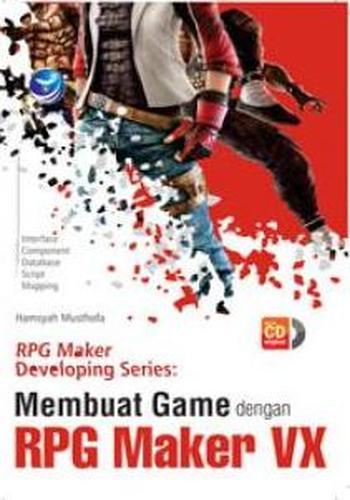 Interface
Component
Database
Script
Mapping
Hamsyah Musthofa
CD
RPG Maker
Developing Series:
Membuat Game dengan
RPG Maker VX